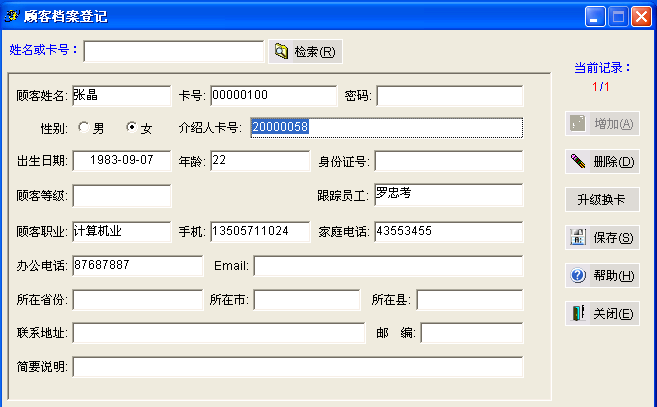 顾客档案登记
姓名或卡号： 检索(R)
当前记录：
1/1
顾客姓名: 张晶 卡号: 00000100 密码:
增加(A)
性别: 男 女 介绍人卡号: 20000058
出生日期: 1983-09-07 年龄: 22 身份证号:
删除(D)
顾客等级: 跟踪员工: 罗忠考
升级换卡
顾客职业: 计算机业 手机: 13505711024 家庭电话: 43553455
保存(S)
办公电话: 87687887 Email:
帮助(H)
所在省份: 所在市: 所在县:
关闭(E)
联系地址: 邮 编:
简要说明: